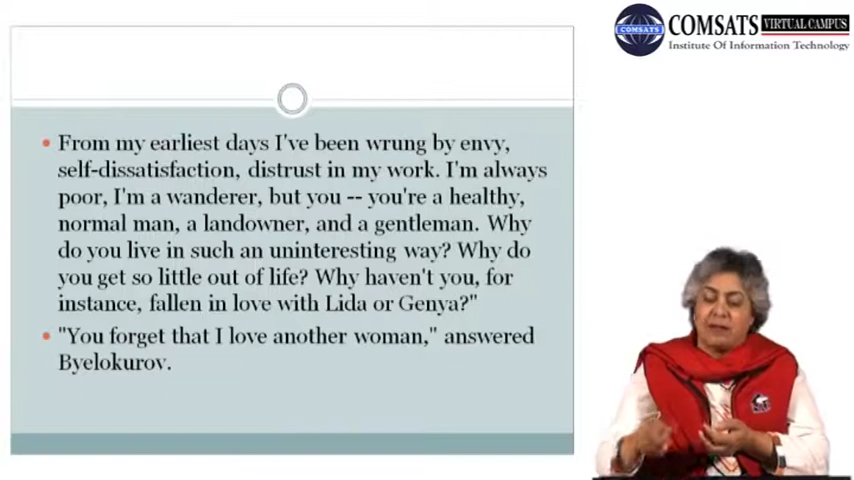 COMSATS VIRTUAL CAMPUS
COMSATS
Institute Of Information Technology
• From my earliest days I've been wrung by envy,
self-dissatisfaction, distrust in my work. I'm always
poor, I'm a wanderer, but you -- you're a healthy,
normal man, a landowner, and a gentleman. Why
do you live in such an uninteresting way? Why do
you get so little out of life? Why haven't you, for
instance, fallen in love with Lida or Genya?"
• "You forget that I love another woman," answered
Byelokurov.